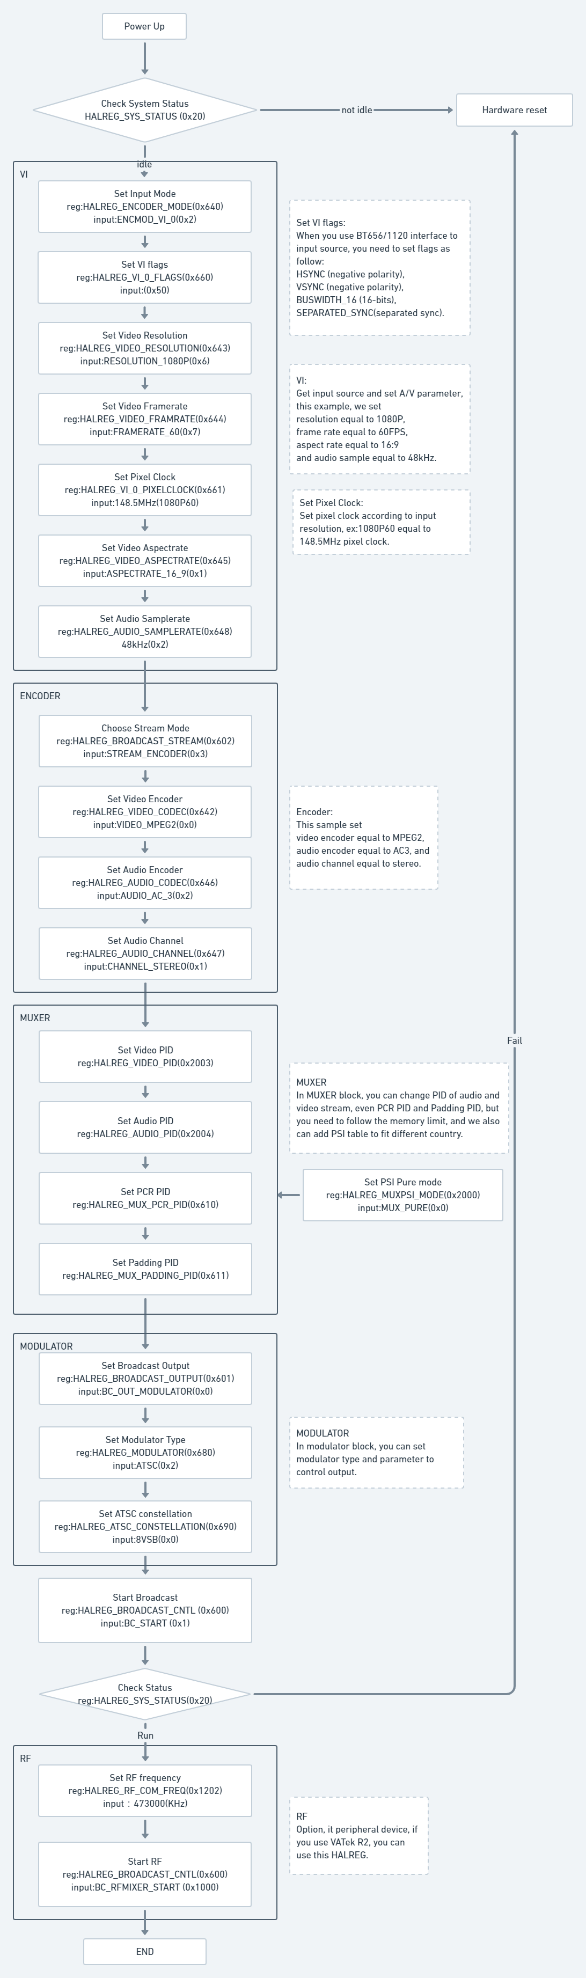 Power Up
Check System Status
HALREG_SYS_STATUS (0x20)
not idle
Hardware reset
idle
VI
Set Input Mode
reg:HALREG_ENCODER_MODE(0x640)
input:ENCMOD_VI_0(0x2)
Set VI flags
reg:HALREG_VI_0_FLAGS(0x660)
input:(0x50)
Set Video Resolution
reg:HALREG_VIDEO_RESOLUTION(0x643)
input:RESOLUTION_1080P(0x6)
Set Video Framerate
reg:HALREG_VIDEO_FRAMRATE(0x644)
input:FRAMERATE_60(0x7)
Set Pixel Clock
reg:HALREG_VI_0_PIXELCLOCK(0x661)
input:148.5MHz(1080P60)
Set Video Aspectrate
reg:HALREG_VIDEO_ASPECTRATE(0x645)
input:ASPECTRATE_16_9(0x1)
Set Audio Samplerate
reg:HALREG_AUDIO_SAMPLERATE(0x648)
48kHz(0x2)
Set VI flags:
When you use BT656/1120 interface to
input source, you need to set flags as
follow:
HSYNC (negative polarity),
VSYNC (negative polarity),
BUSWIDTH_16 (16-bits),
SEPARATED_SYNC(separated sync).
VI:
Get input source and set A/V parameter,
this example, we set
resolution equal to 1080P,
frame rate equal to 60FPS,
aspect rate equal to 16:9
and audio sample equal to 48kHz.
Set Pixel Clock:
Set pixel clock according to input
resolution, ex:1080P60 equal to
148.5MHz pixel clock.
ENCODER
Choose Stream Mode
reg:HALREG_BROADCAST_STREAM(0x602)
input:STREAM_ENCODER(0x3)
Set Video Encoder
reg:HALREG_VIDEO_CODEC(0x642)
input:VIDEO_MPEG2(0x0)
Set Audio Encoder
reg:HALREG_AUDIO_CODEC(0x646)
input:AUDIO_AC_3(0x2)
Set Audio Channel
reg:HALREG_AUDIO_CHANNEL(0x647)
input:CHANNEL_STEREO(0x1)
Encoder:
This sample set
video encoder equal to MPEG2,
audio encoder equal to AC3, and
audio channel equal to stereo.
MUXER
Set Video PID
reg:HALREG_VIDEO_PID(0x2003)
Set Audio PID
reg:HALREG_AUDIO_PID(0x2004)
Set PCR PID
reg:HALREG_MUX_PCR_PID(0x610)
Set Padding PID
reg:HALREG_MUX_PADDING_PID(0x611)
Fail
MUXER
In MUXER block, you can change PID of audio and
video stream, even PCR PID and Padding PID, but
you need to follow the memory limit, and we also
can add PSI table to fit different country.
Set PSI Pure mode
reg:HALREG_MUXPSI_MODE(0x2000)
input:MUX_PURE(0x0)
MODULATOR
Set Broadcast Output
reg:HALREG_BROADCAST_OUTPUT(0x601)
input:BC_OUT_MODULATOR(0x0)
Set Modulator Type
reg:HALREG_MODULATOR(0x680)
input:ATSC(0x2)
Set ATSC constellation
reg:HALREG_ATSC_CONSTELLATION(0x690)
input:8VSB(0x0)
MODULATOR
In modulator block, you can set
modulator type and parameter to
control output.
Start Broadcast
reg:HALREG_BROADCAST_CNTL (0x600)
input:BC_START (0x1)
Check Status
reg:HALREG_SYS_STATUS(0x20)
Run
RF
Set RF frequency
reg:HALREG_RF_COM_FREQ(0x1202)
input : 473000(KHz)
Start RF
reg:HALREG_BROADCAST_CNTL(0x600)
input:BC_RFMIXER_START (0x1000)
RF
Option, it peripheral device, if
you use VATek R2, you can
use this HALREG.
END